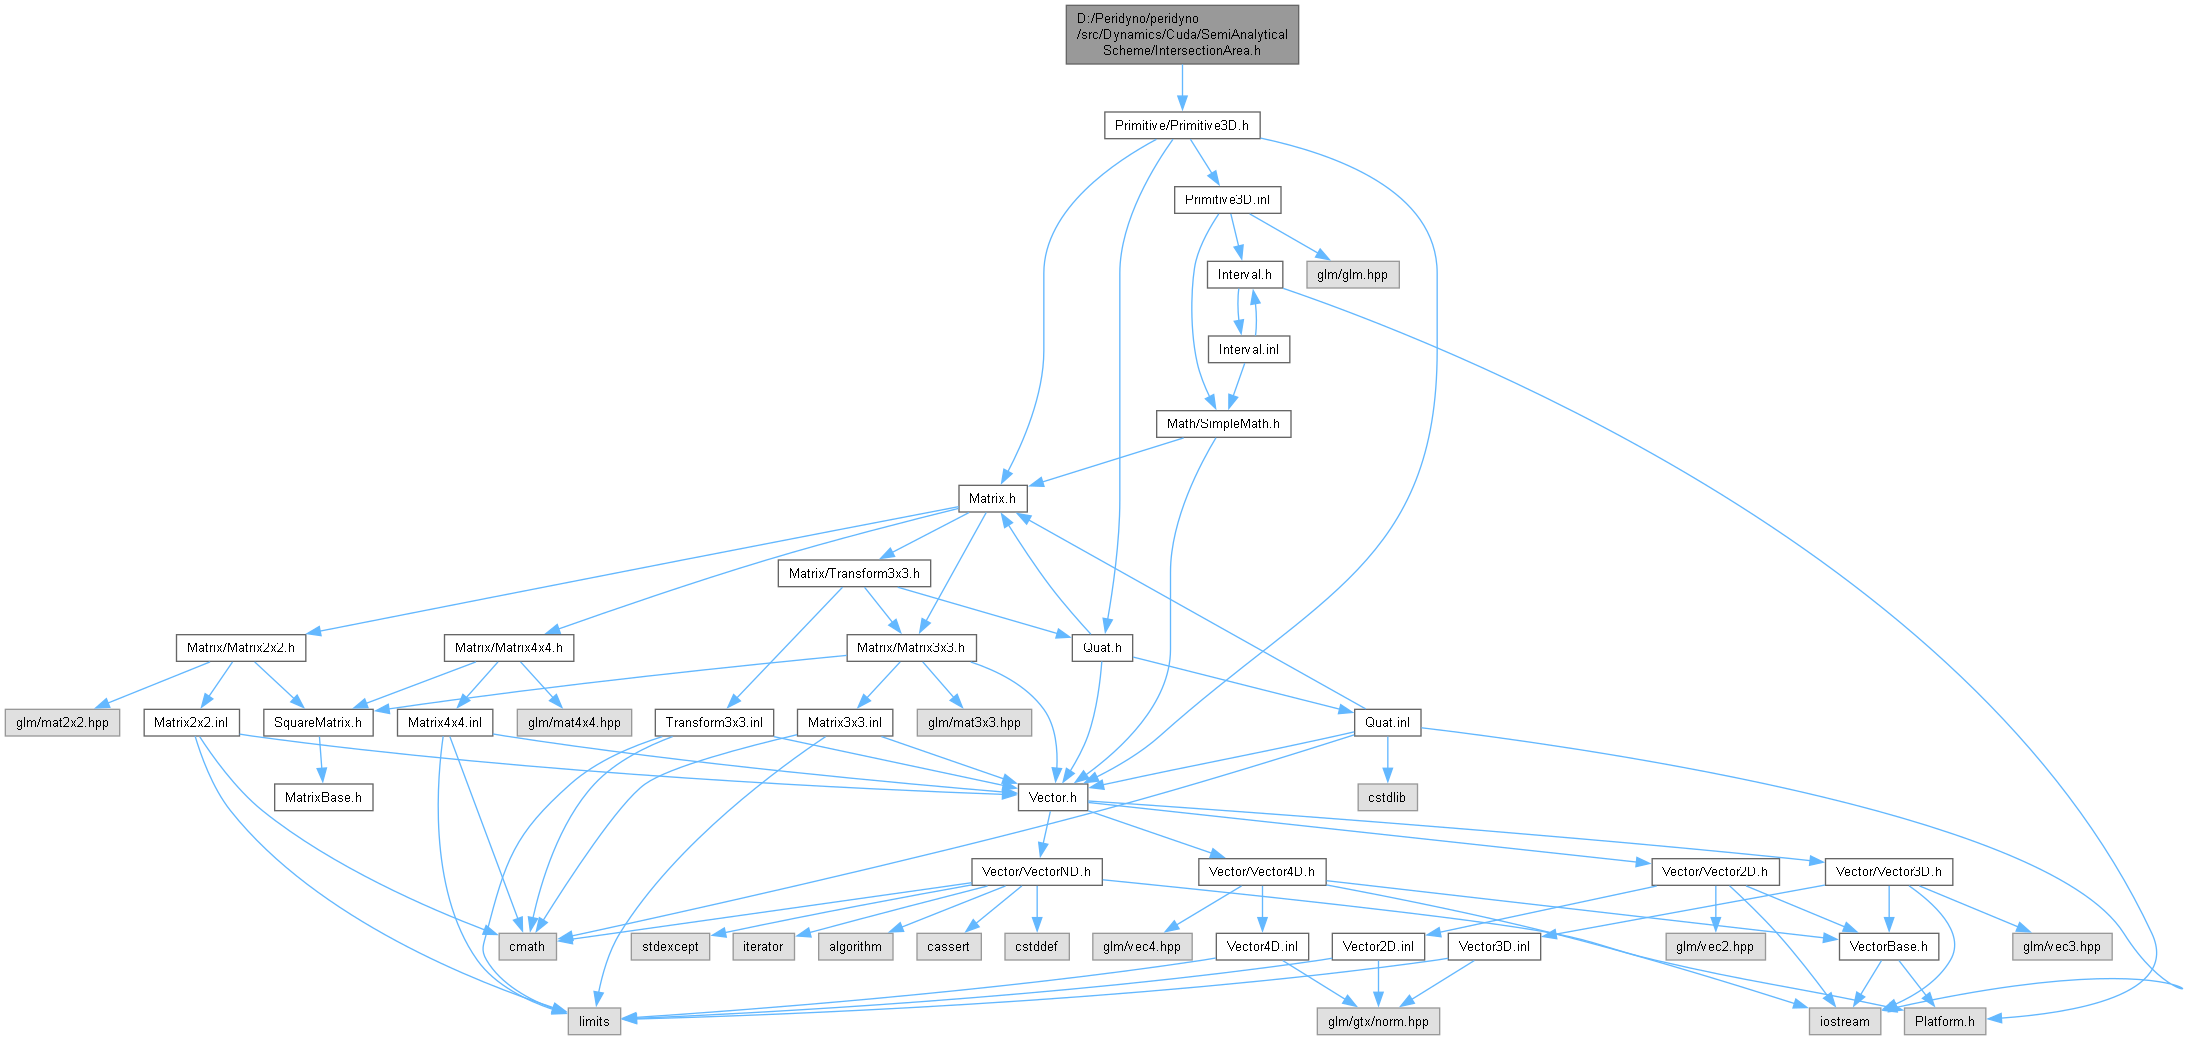 D:/Peridyno/peridyno
/src/Dynamics/Cuda/SemiAnalytical
Scheme/IntersectionArea.h
Primitive/Primitive3D.h
Primitive3D.inl
Interval.h
glm/glm.hpp
Interval.inl
Math/SimpleMath.h
Matrix.h
Matrix/Transform3x3.h
Matrix/Matrix2x2.h
Matrix/Matrix4x4.h
Matrix/Matrix3x3.h
Quat.h
glm/mat2x2.hpp
Matrix2x2.inl
SquareMatrix.h
Matrix4x4.inl
glm/mat4x4.hpp
Transform3x3.inl
Matrix3x3.inl
glm/mat3x3.hpp
Quat.inl
MatrixBase.h
Vector.h
cstdlib
Vector/VectorND.h
Vector/Vector4D.h
Vector/Vector2D.h
Vector/Vector3D.h
cmath
stdexcept
iterator
algorithm
cassert
cstddef
glm/vec4.hpp
Vector4D.inl
Vector2D.inl
Vector3D.inl
glm/vec2.hpp
VectorBase.h
glm/vec3.hpp
limits
glm/gtx/norm.hpp
iostream
Platform.h